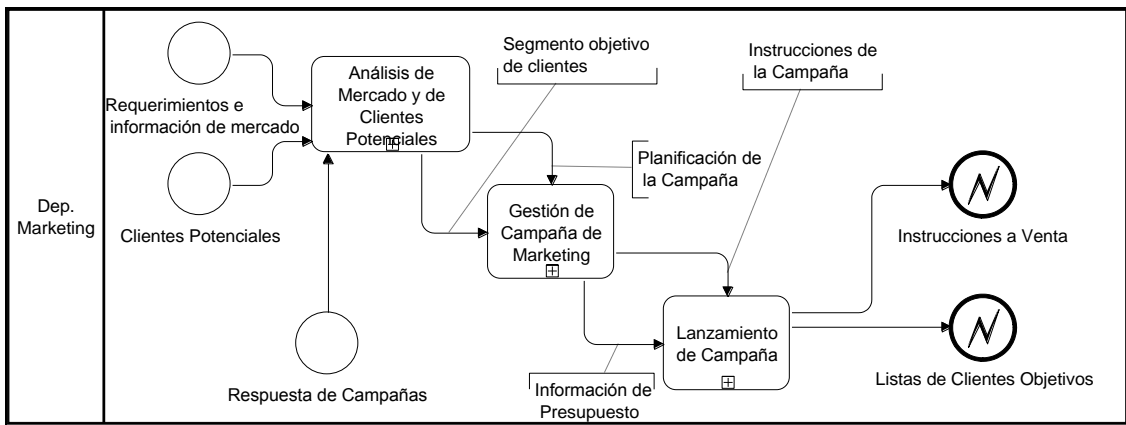 Dep.
Marketing
Requerimientos e
información de mercado
Clientes Potenciales
Respuesta de Campañas
Análisis de
Mercado y de
Clientes
Potenciales
Segmento objetivo
de clientes
Planificación de
la Campaña
Gestión de
Campaña de
Marketing
Instrucciones de
la Campaña
Información de
Presupuesto
Lanzamiento
de Campaña
Instrucciones a Venta
Listas de Clientes Objetivos